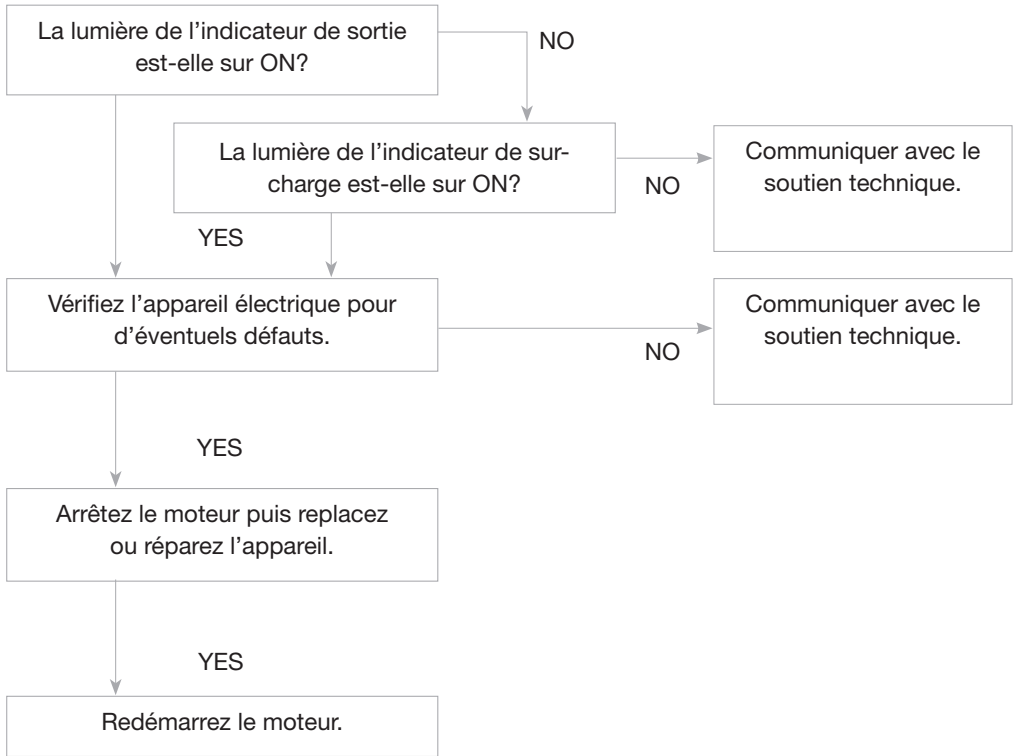 La lumière de l’indicateur de sortie
est-elle sur ON?
NO
La lumière de l’indicateur de sur-
charge est-elle sur ON?
NO
Communiquer avec le
soutien technique.
YES
Vérifiez l’appareil électrique pour
d’éventuels défauts.
NO
Communiquer avec le
soutien technique.
YES
Arrêtez le moteur puis replacez
ou réparez l’appareil.
YES
Redémarrez le moteur.